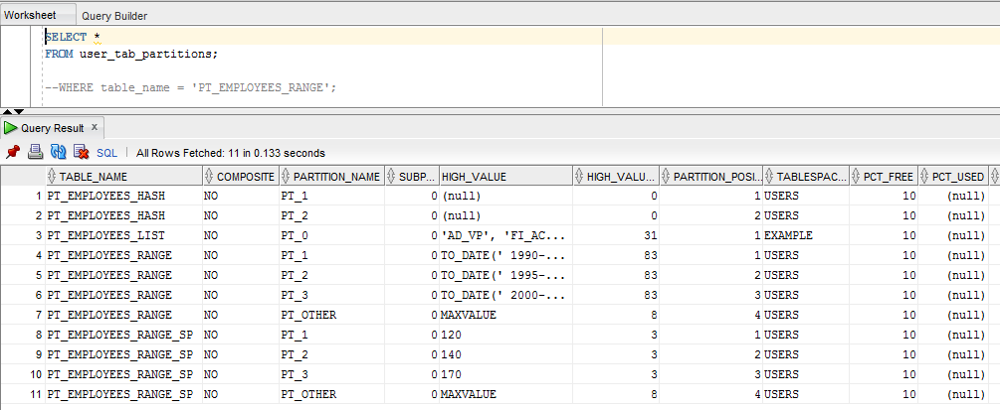 Worksheet Query Builder
SELECT *
FROM user_tab_partitions;
--WHERE table_name = 'PT_EMPLOYEES_RANGE';
Query Result x
SQL | All Rows Fetched: 11 in 0.133 seconds
TABLE_NAME COMPOSITE PARTITION_NAME SUBP... HIGH_VALUE HIGH_VALU... PARTITION_POSI... TABLESPAC... PCT_FREE PCT_USED
1 PT_EMPLOYEES_HASH NO PT_1 0 (null) 0 1 USERS 10 (null)
2 PT_EMPLOYEES_HASH NO PT_2 0 (null) 0 2 USERS 10 (null)
3 PT_EMPLOYEES_LIST NO PT_0 0 'AD_VP', 'FI_AC... 31 1 EXAMPLE 10 (null)
4 PT_EMPLOYEES_RANGE NO PT_1 0 TO_DATE(' 1990-... 83 1 USERS 10 (null)
5 PT_EMPLOYEES_RANGE NO PT_2 0 TO_DATE(' 1995-... 83 2 USERS 10 (null)
6 PT_EMPLOYEES_RANGE NO PT_3 0 TO_DATE(' 2000-... 83 3 USERS 10 (null)
7 PT_EMPLOYEES_RANGE NO PT_OTHER 0 MAXVALUE 8 4 USERS 10 (null)
8 PT_EMPLOYEES_RANGE_SP NO PT_1 0 120 3 1 USERS 10 (null)
9 PT_EMPLOYEES_RANGE_SP NO PT_2 0 140 3 2 USERS 10 (null)
10 PT_EMPLOYEES_RANGE_SP NO PT_3 0 170 3 3 USERS 10 (null)
11 PT_EMPLOYEES_RANGE_SP NO PT_OTHER 0 MAXVALUE 8 4 USERS 10 (null)